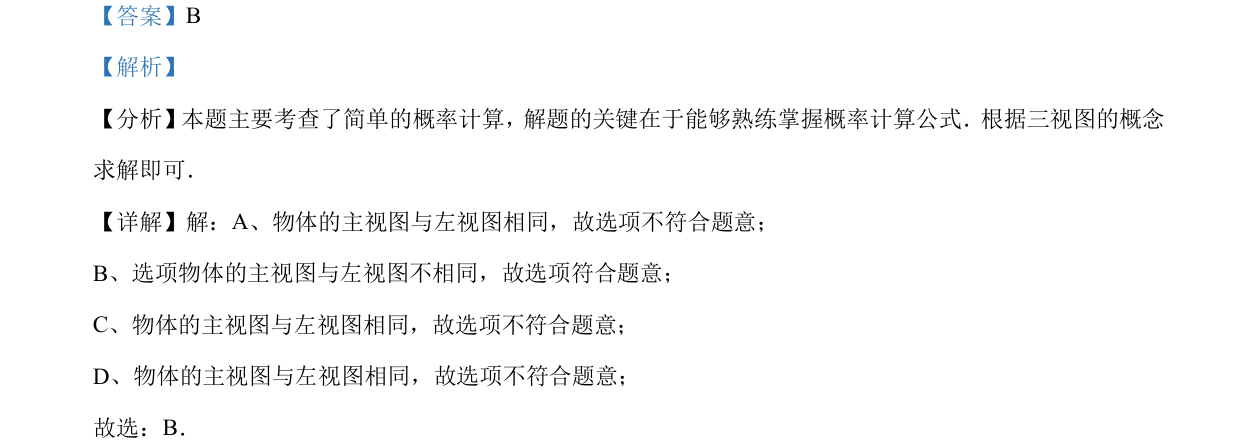 【答案】B
【解析】
【分析】本题主要考查了简单的概率计算，解题的关键在于能够熟练掌握概率计算公式．根据三视图的概念
求解即可．
【详解】解：A、物体的主视图与左视图相同，故选项不符合题意；
B、选项物体的主视图与左视图不相同，故选项符合题意；
C、物体的主视图与左视图相同，故选项不符合题意；
D、物体的主视图与左视图相同，故选项不符合题意；
故选：B．